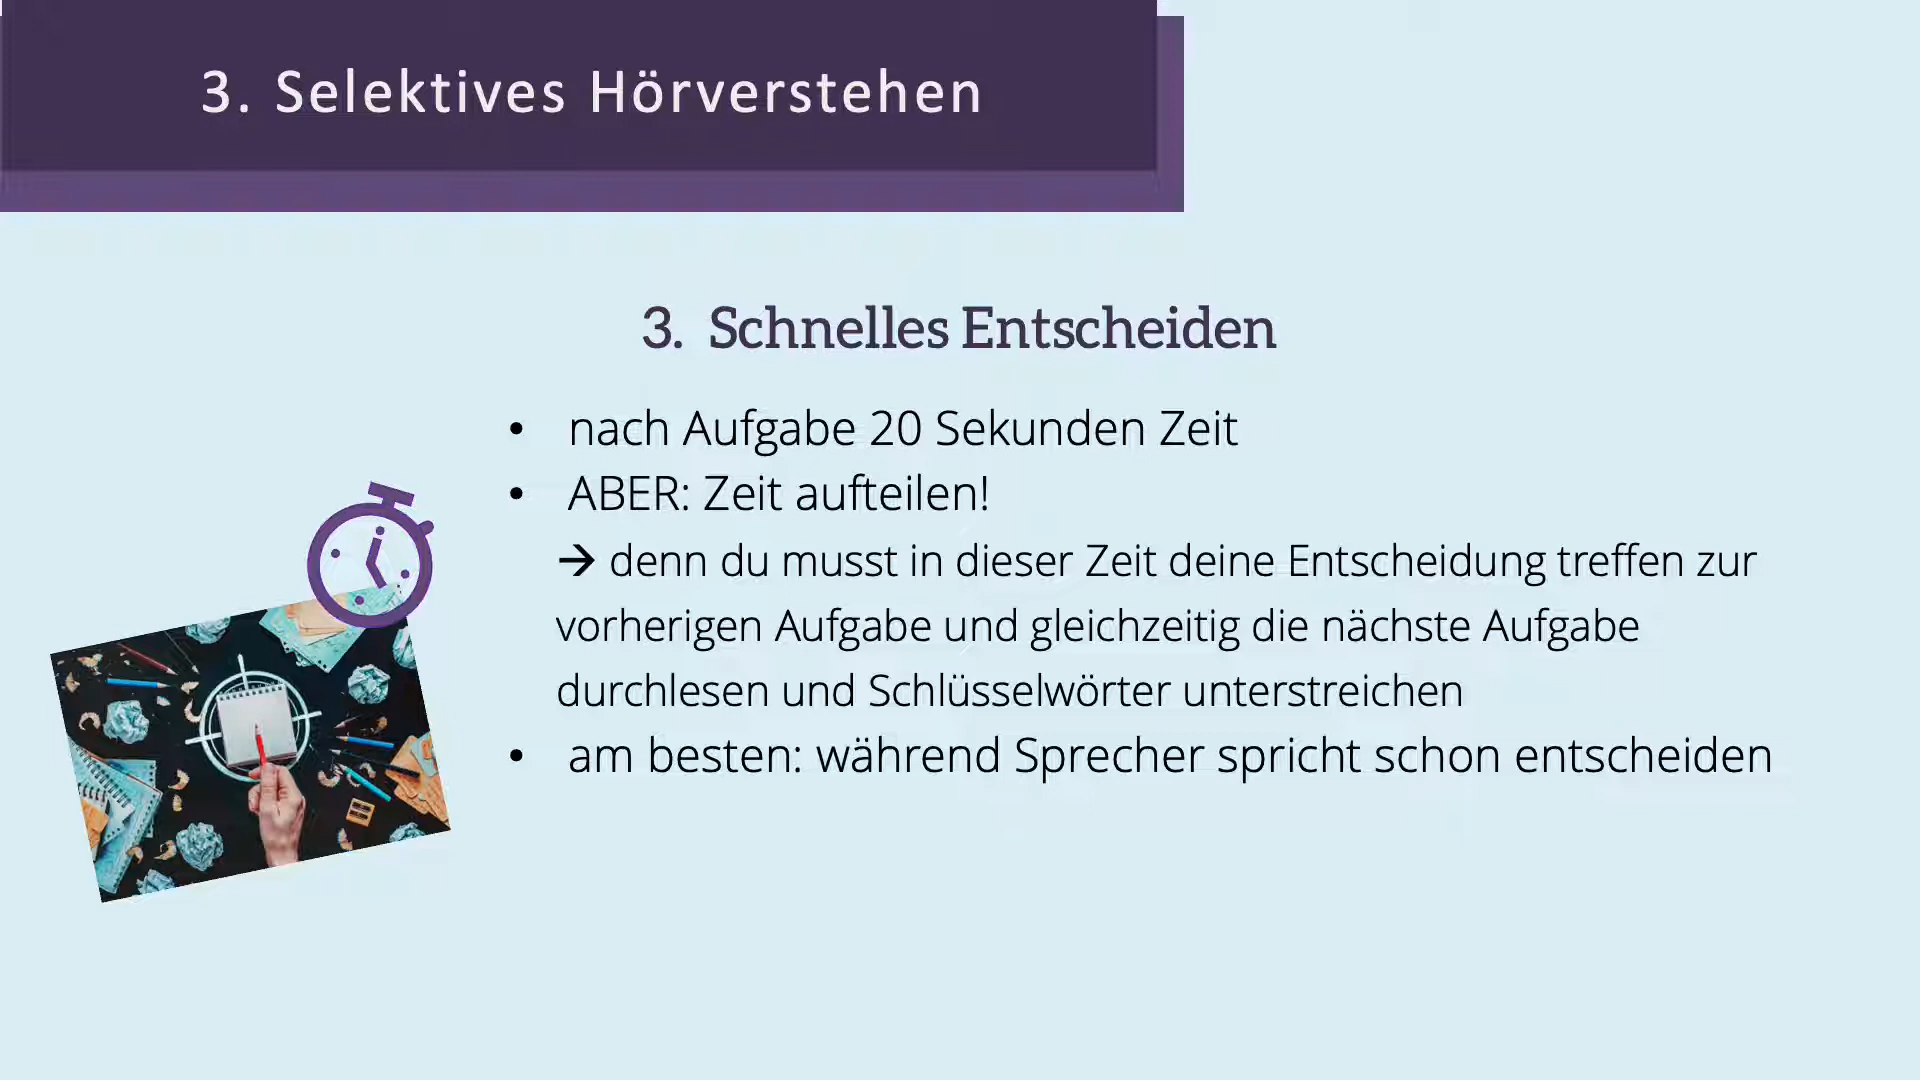 3. Selektives Hörverstehen
3. Schnelles Entscheiden
• nach Aufgabe 20 Sekunden Zeit
• ABER: Zeit aufteilen!
→ denn du musst in dieser Zeit deine Entscheidung treffen zur
vorherigen Aufgabe und gleichzeitig die nächste Aufgabe
durchlesen und Schlüsselwörter unterstreichen
• am besten: während Sprecher spricht schon entscheiden